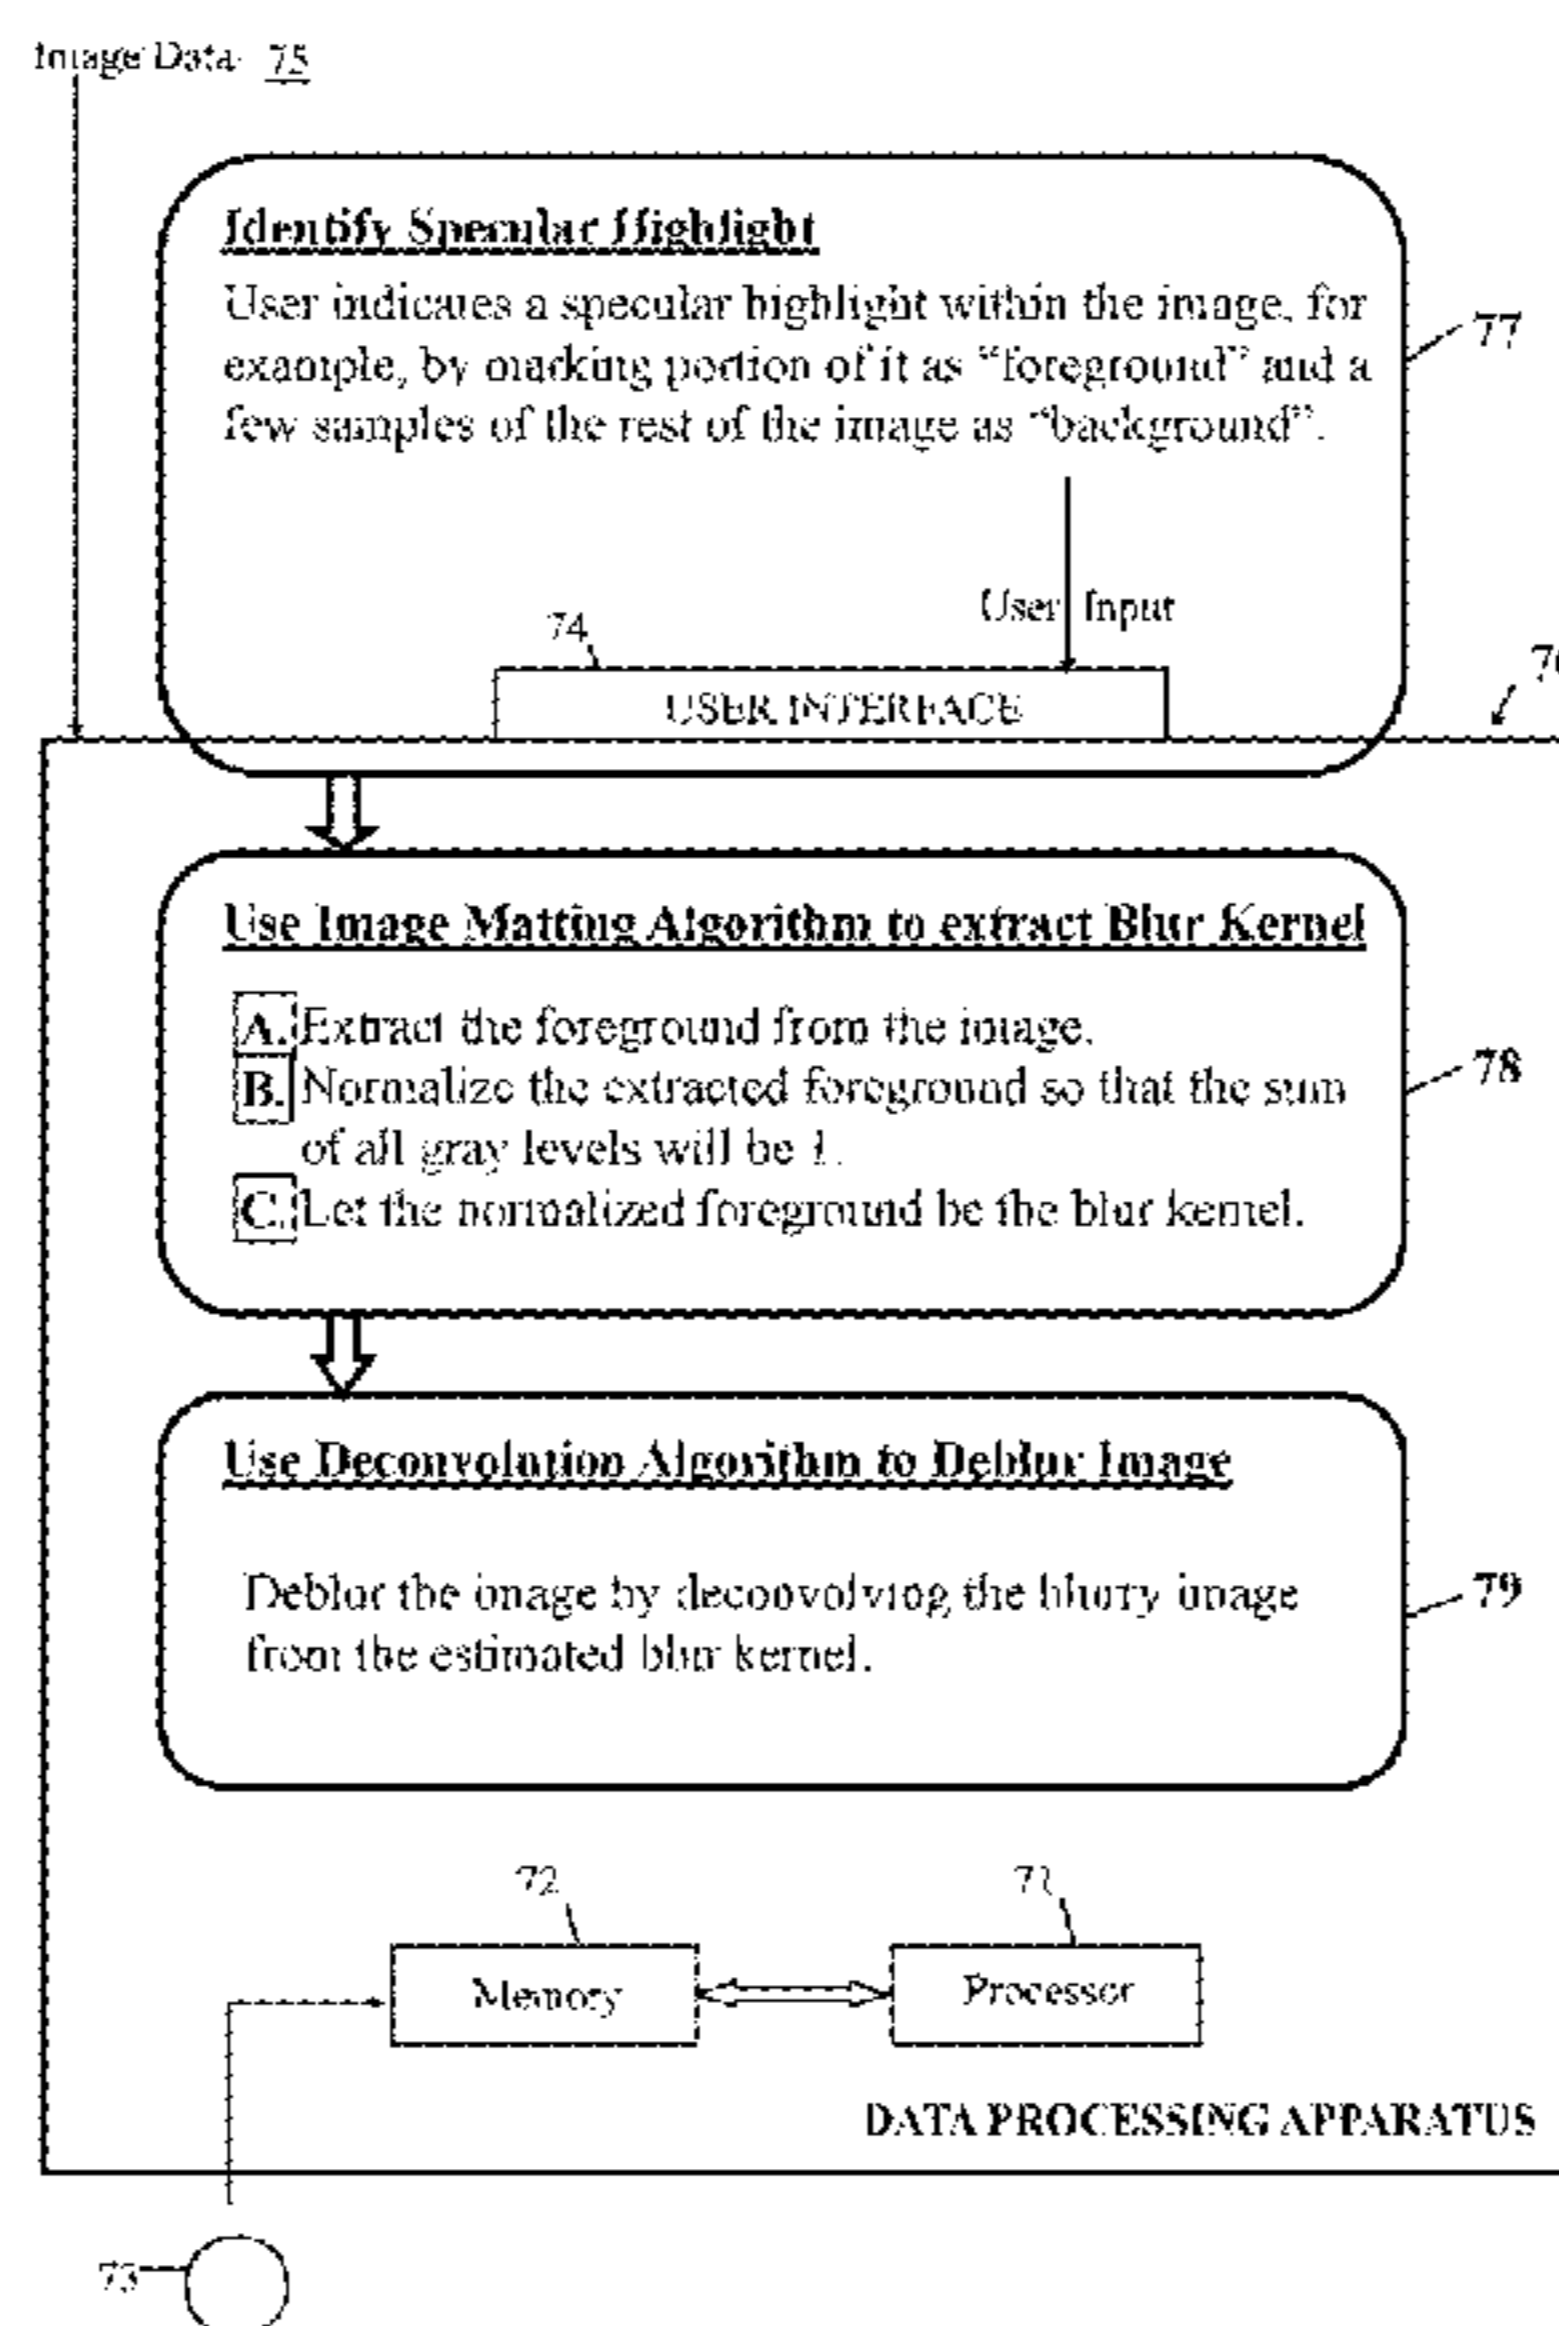 Image Data 75
Identify Specular Highlight
User indicates a specular highlight within the image, for
example, by marking portion of it as “foreground” and a
few samples of the rest of the image as “background”.
77
User Input
74
USER INTERFACE
Use Image Matting Algorithm to extract Blur Kernel
A. Extract the foreground from the image.
B. Normalize the extracted foreground so that the sum
of all gray levels will be 1.
C. Let the normalized foreground be the blur kernel.
78
Use Deconvolution Algorithm to Deblur Image
Deblur the image by deconvolving the blurry image
from the estimated blur kernel.
79
72
71
Memory
Processor
DATA PROCESSING APPARATUS
73